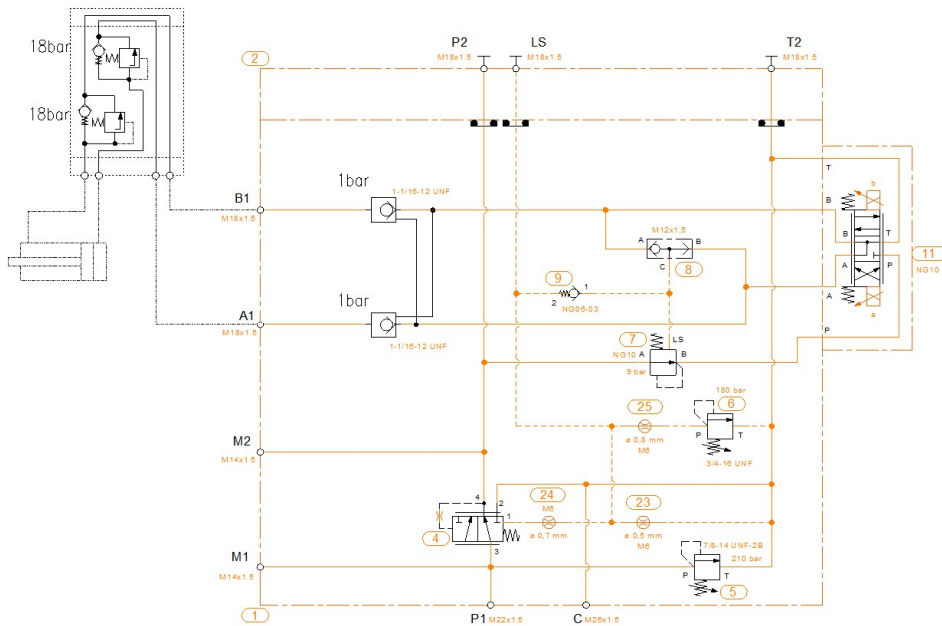 P2
LS
T2
18bar
2
M18x1.5
M18x1.5
M18x1.5
18bar
T
b
1bar
B
B1
1-1/16-12 UNF
M12x1.5
B
T
M18x1.5
A
B
11
C
8
A
P
NG10
9
1
A
2
NG06-03
a
1bar
A1
M18x1.5
P
7
LS
1-1/16-12 UNF
NG10
A
B
9 bar
180 bar
25
6
M2
P
T
M14x1.5
ø 0,8 mm
M6
3/4-16 UNF
4
2
24
23
1
M6
4
ø 0,7 mm
ø 0,5 mm
7/8-14 UNF-2B
3
M6
M1
210 bar
P
T
M14x1.5
5
1
P1
M22x1.5
C
M26x1.5